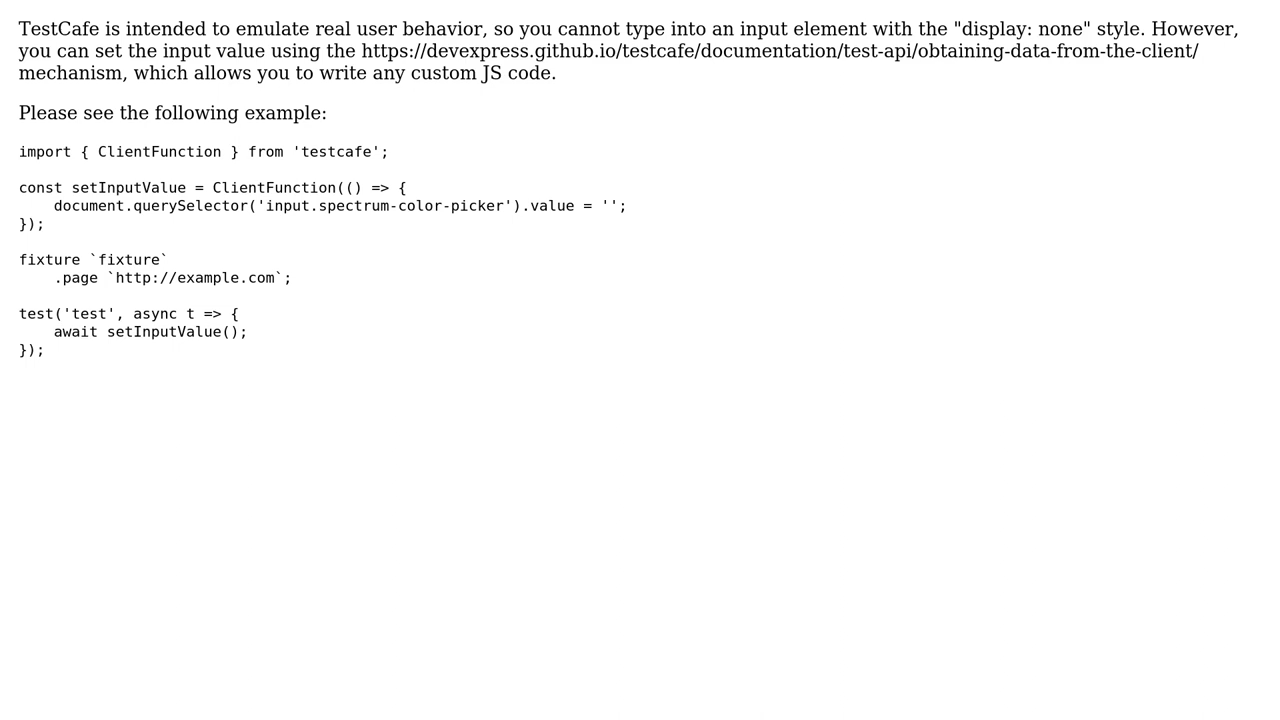 TestCafe is intended to emulate real user behavior, so you cannot type into an input element with the "display: none" style. However,
you can set the input value using the https://devexpress.github.io/testcafe/documentation/test-api/obtaining-data-from-the-client/
mechanism, which allows you to write any custom JS code.
Please see the following example:
import { ClientFunction } from 'testcafe';
const setInputValue = ClientFunction(() => {
    document.querySelector('input.spectrum-color-picker').value = '';
});
fixture `fixture`
    .page `http://example.com`;
test('test', async t => {
    await setInputValue();
});